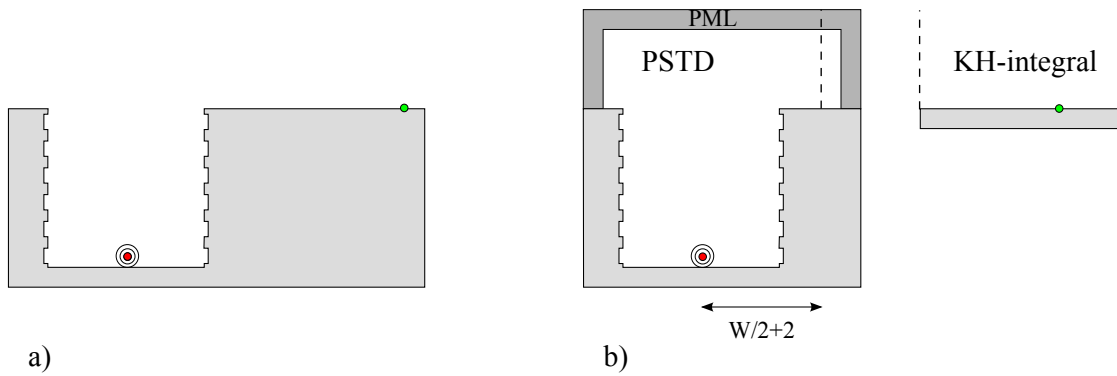 PML
PSTD
KH-integral
W/2+2
a)
b)